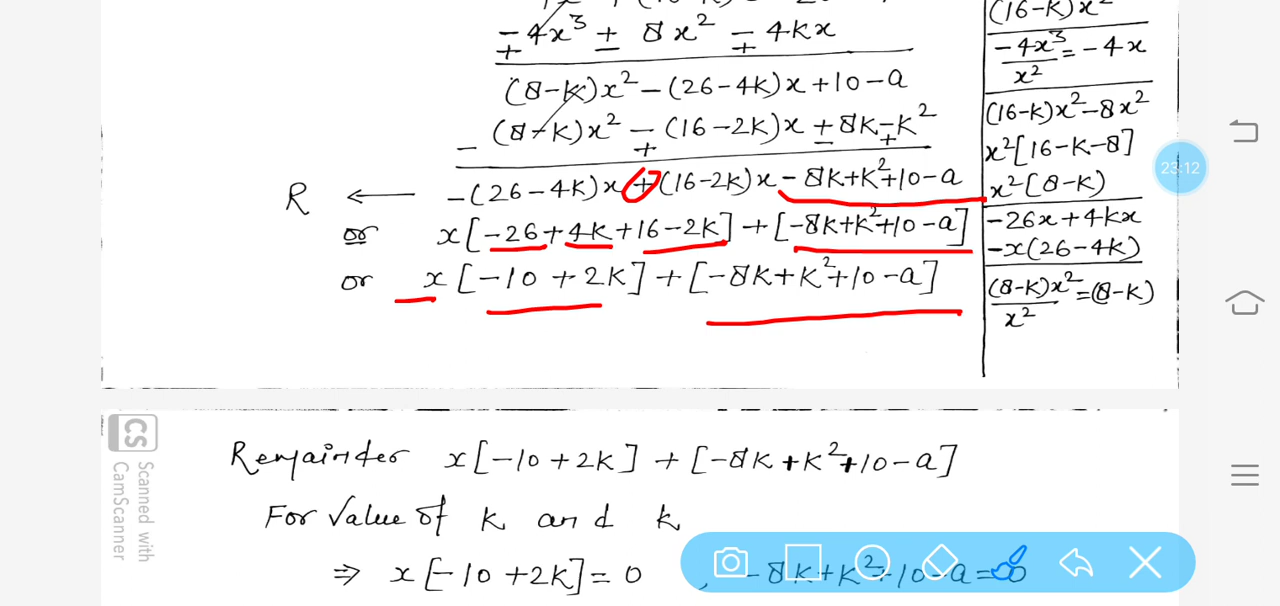 - 4x³ + 8x² - 4kx
(8-k)x² - (26-4k)x + 10 - a
(8-k)x² - (16-2k)x + 8k - k²
R ← -(26-4k)x + (16-2k)x - 8k + k² + 10 - a
or x[-26 + 4k + 16 - 2k] + [-8k + k² + 10 - a]
or x[-10 + 2k] + [-8k + k² + 10 - a]
(16-k)x²
-4x³/x² = -4x
(16-k)x² - 8x²
x²[16-k-8]
x²(8-k)
-26x + 4kx
-x(26-4k)
(8-k)x²/x² = (8-k)
23:12
Remainder x[-10 + 2k] + [-8k + k² + 10 - a]
For Value of k and k
⇒ x[-10 + 2k] = 0 , -8k + k² + 10 - a = 0
CS
Scanned with
CamScanner